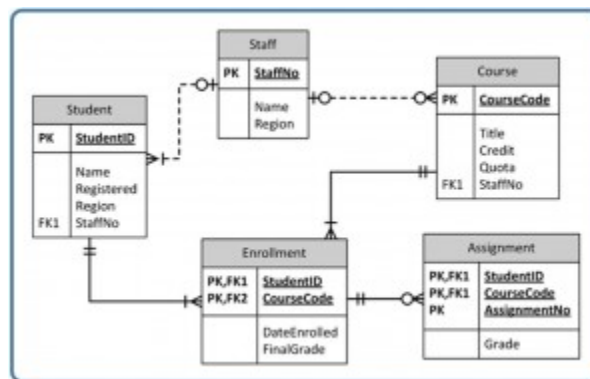 Staff
PK StaffNo
Name
Region
Course
PK CourseCode
Title
Credit
Quota
FK1 StaffNo
Student
PK StudentID
Name
Registered
Region
FK1 StaffNo
Enrollment
PK,FK1 StudentID
PK,FK2 CourseCode
DateEnrolled
FinalGrade
Assignment
PK,FK1 StudentID
PK,FK1 CourseCode
PK AssignmentNo
Grade